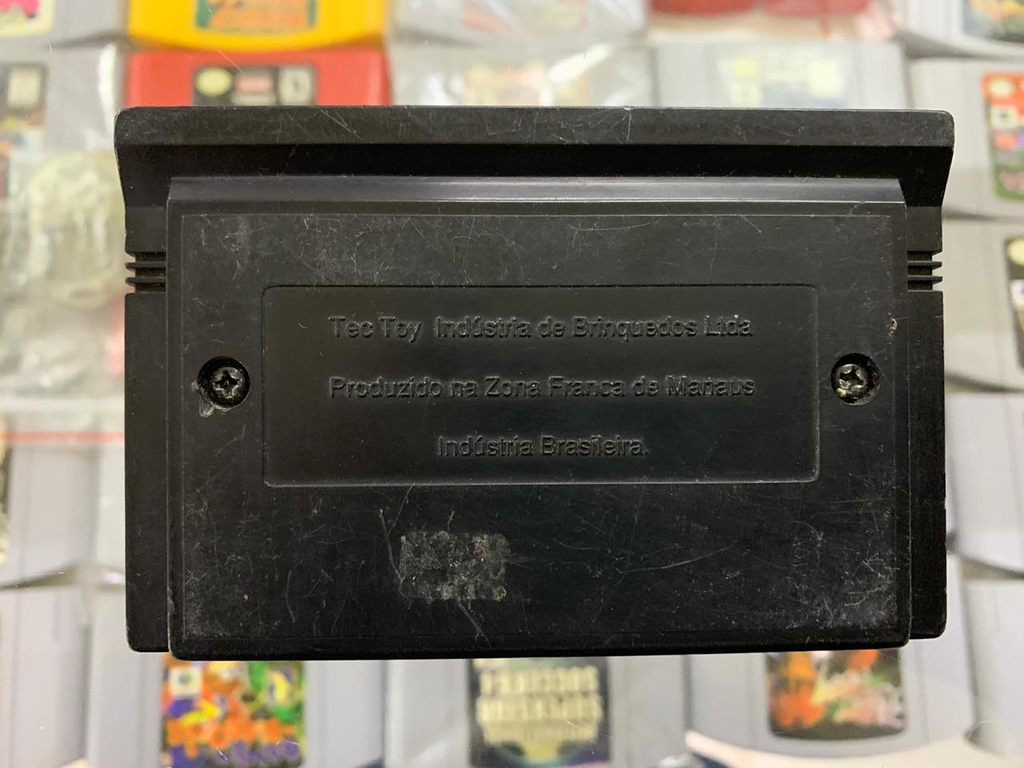 Tec Toy Indústria de Brinquedos Ltda
Produzido na Zona Franca de Manaus
Indústria Brasileira.